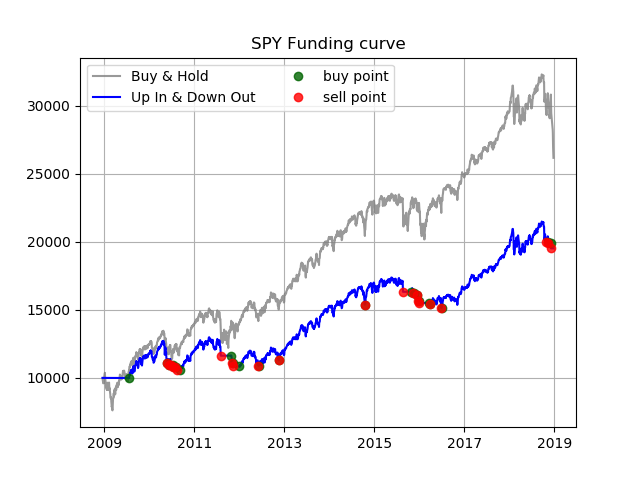 SPY Funding curve
Buy & Hold
Up In & Down Out
buy point
sell point
30000
25000
20000
15000
10000
2009 2011 2013 2015 2017 2019